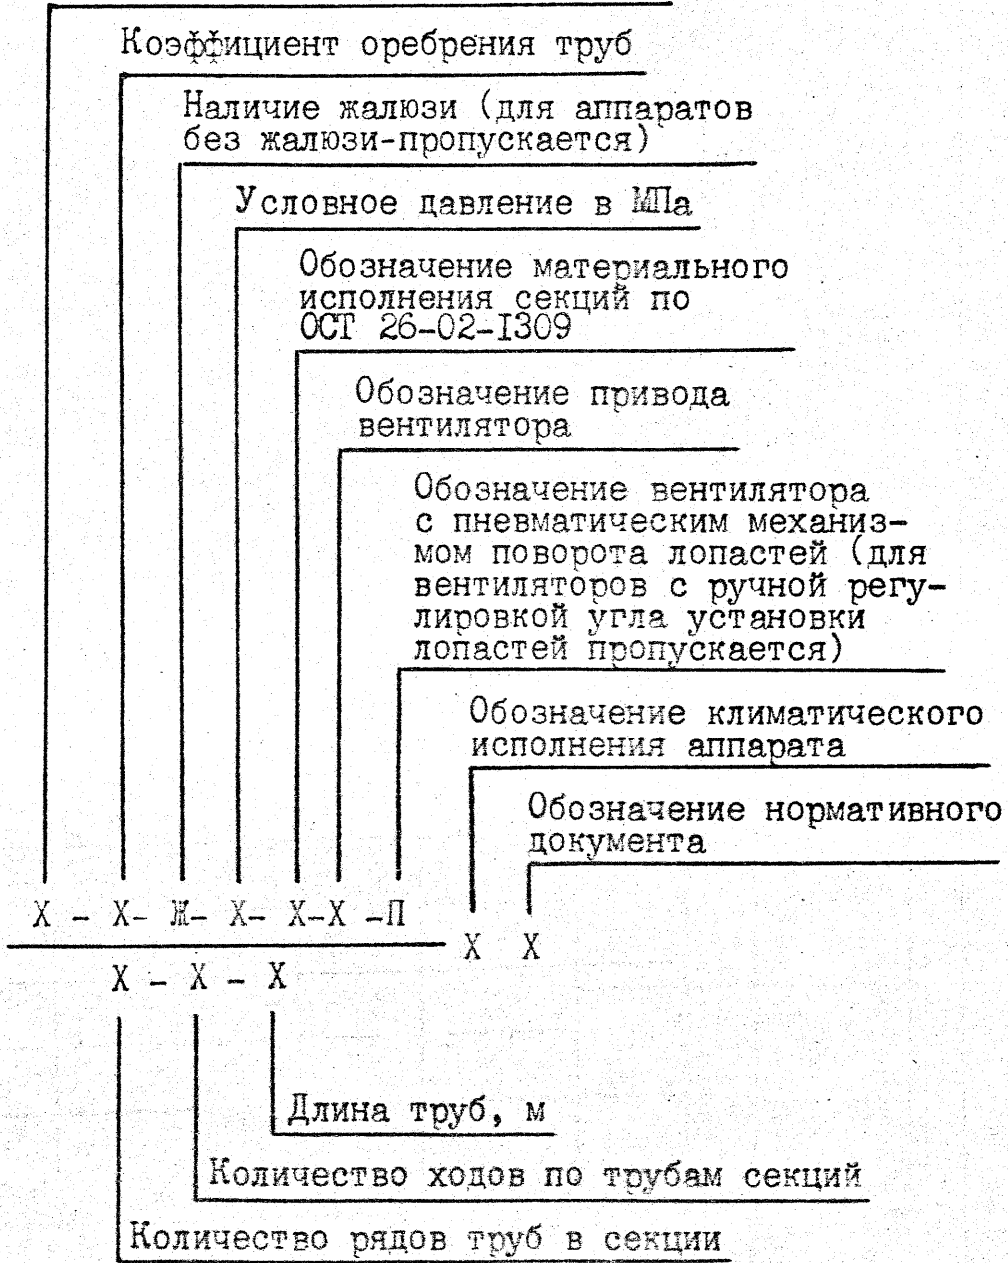 Коэффициент оребрения труб
Наличие жалюзи (для аппаратов
без жалюзи-пропускается)
Условное давление в МПа
Обозначение материального
исполнения секций по
ОСТ 26-02-I309
Обозначение привода
вентилятора
Обозначение вентилятора
с пневматическим механиз-
мом поворота лопастей (для
вентиляторов с ручной регу-
лировкой угла установки
лопастей пропускается)
Обозначение климатического
исполнения аппарата
Обозначение нормативного
документа
Х - Х- Ж- Х- Х-Х -П
Х Х
Х - Х - Х
Длина труб, м
Количество ходов по трубам секций
Количество рядов труб в секции